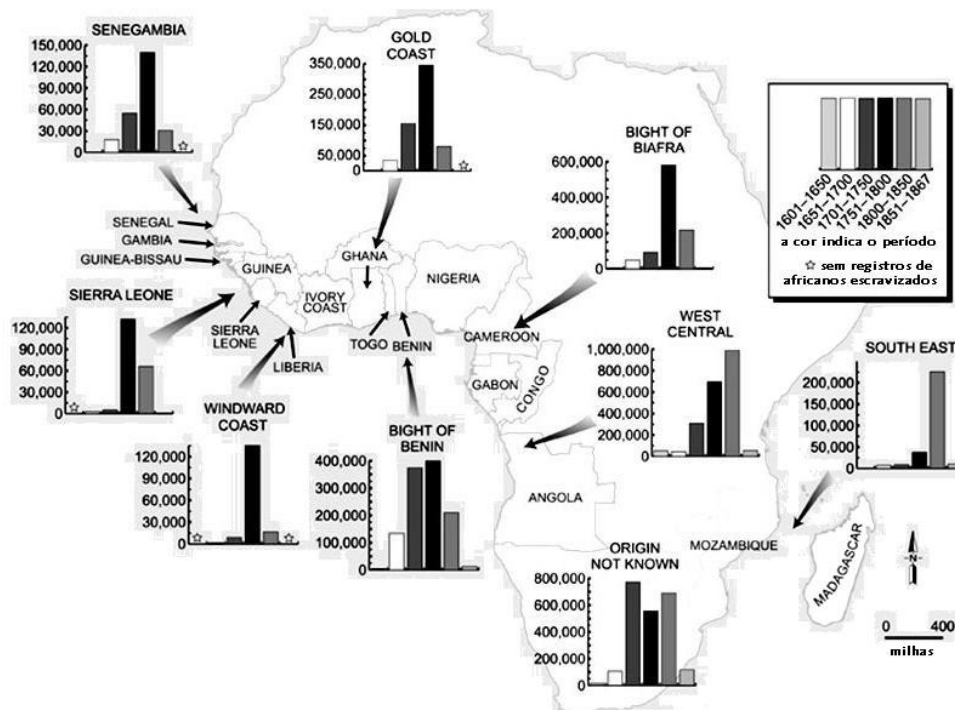 SENEGAMBIA
150,000
120,000
90,000
60,000
30,000
0
GOLD
COAST
350,000
250,000
150,000
50,000
0
BIGHT OF
BIAFRA
600,000
400,000
200,000
0
1601–1650
1651–1700
1701–1750
1751–1800
1800–1850
1851–1867
a cor indica o período
☆ sem registros de
africanos escravizados
SENEGAL
GAMBIA
GUINEA-BISSAU
GUINEA
SIERRA
LEONE
LIBERIA
IVORY
COAST
GHANA
TOGO
BENIN
NIGERIA
CAMEROON
GABON
CONGO
ANGOLA
MOZAMBIQUE
MADAGASCAR
SIERRA LEONE
120,000
90,000
60,000
30,000
0
WINDWARD
COAST
120,000
90,000
60,000
30,000
0
BIGHT OF
BENIN
400,000
300,000
200,000
100,000
0
WEST
CENTRAL
1,000,000
800,000
600,000
400,000
200,000
0
SOUTH EAST
200,000
150,000
100,000
50,000
0
ORIGIN
NOT KNOWN
800,000
600,000
400,000
200,000
0
N
0 400
milhas